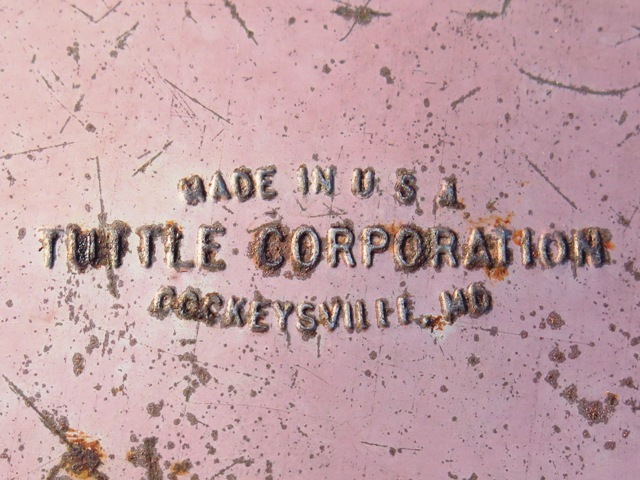 MADE IN U S A
TUTTLE CORPORATION
COCKEYSVILLE, MD